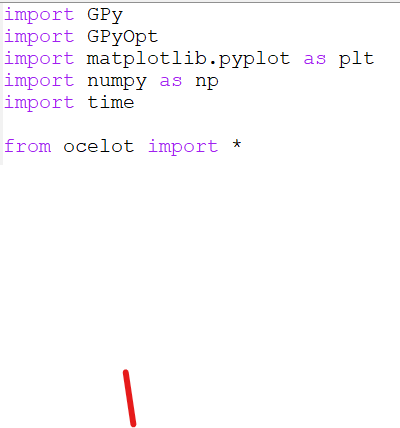 import GPy
import GPyOpt
import matplotlib.pyplot as plt
import numpy as np
import time
from ocelot import *